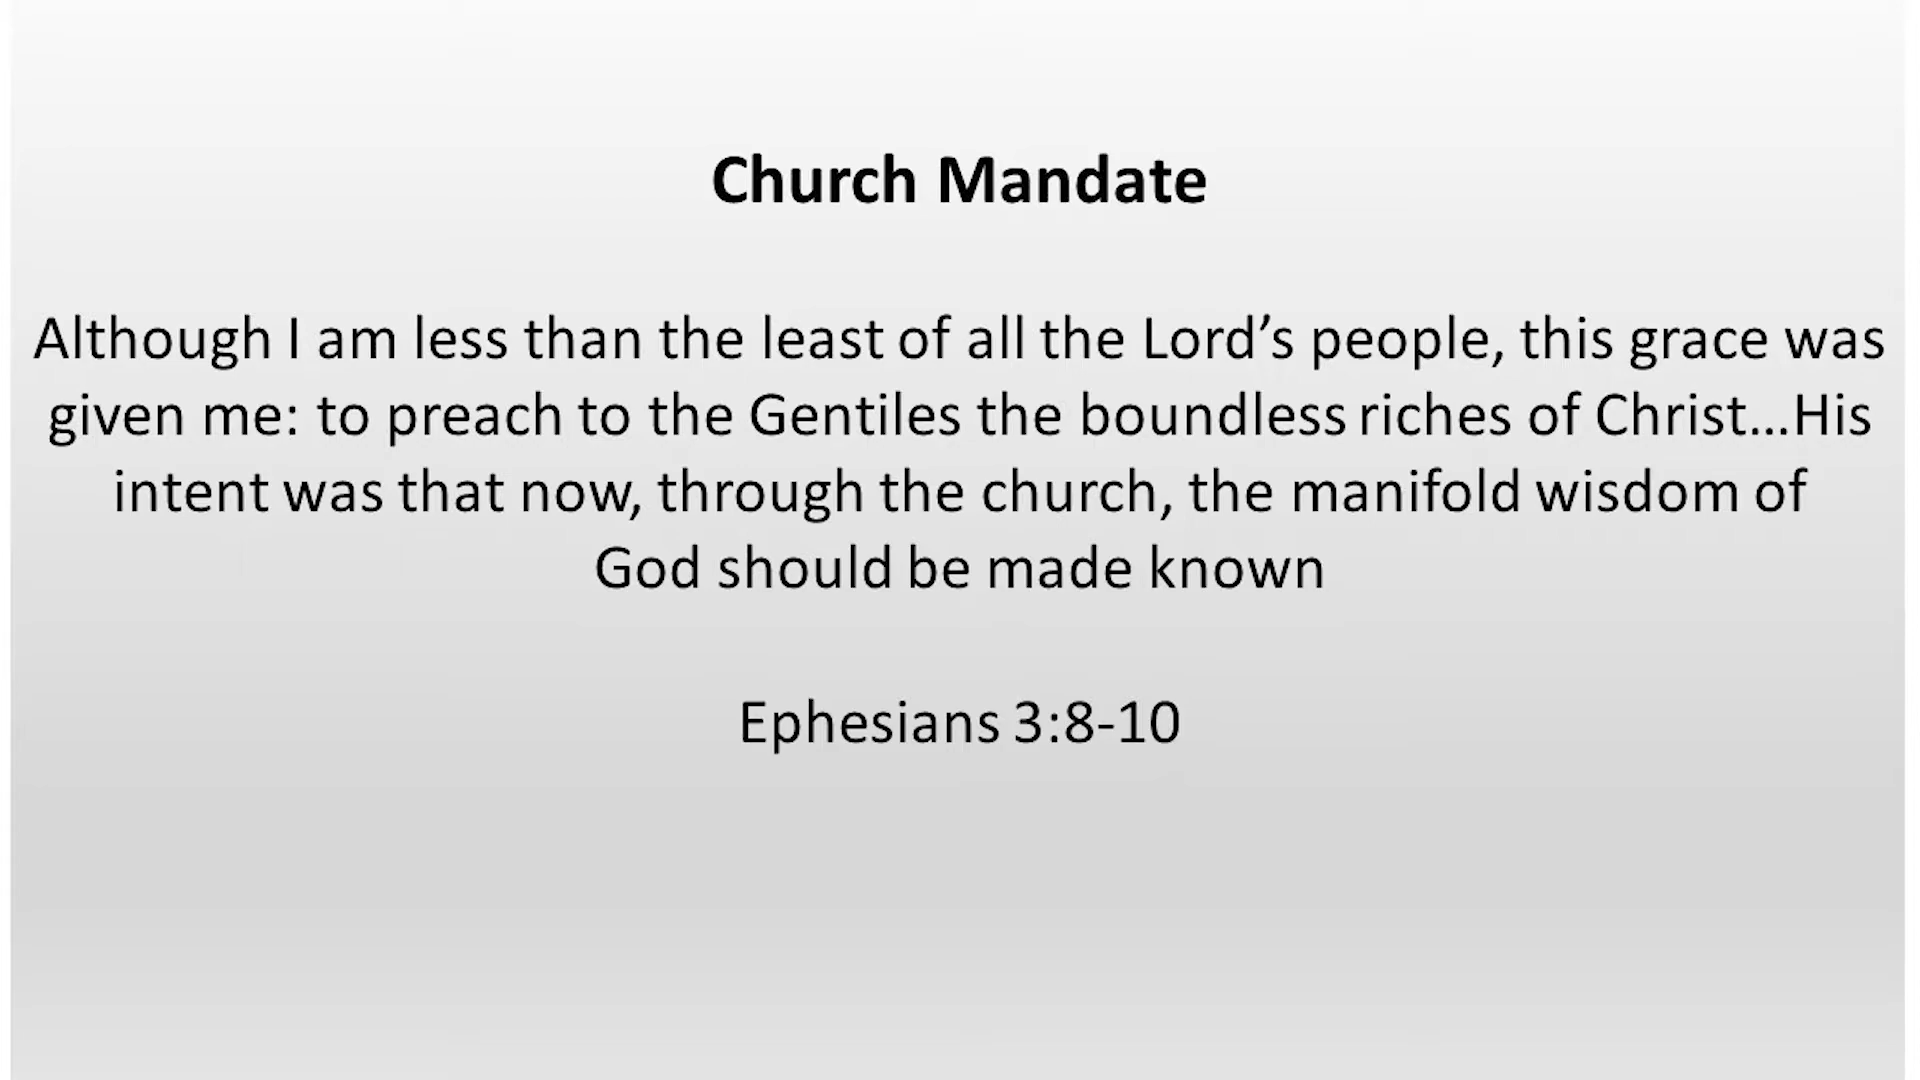 Church Mandate
Although I am less than the least of all the Lord’s people, this grace was
given me: to preach to the Gentiles the boundless riches of Christ...His
intent was that now, through the church, the manifold wisdom of
God should be made known
Ephesians 3:8-10